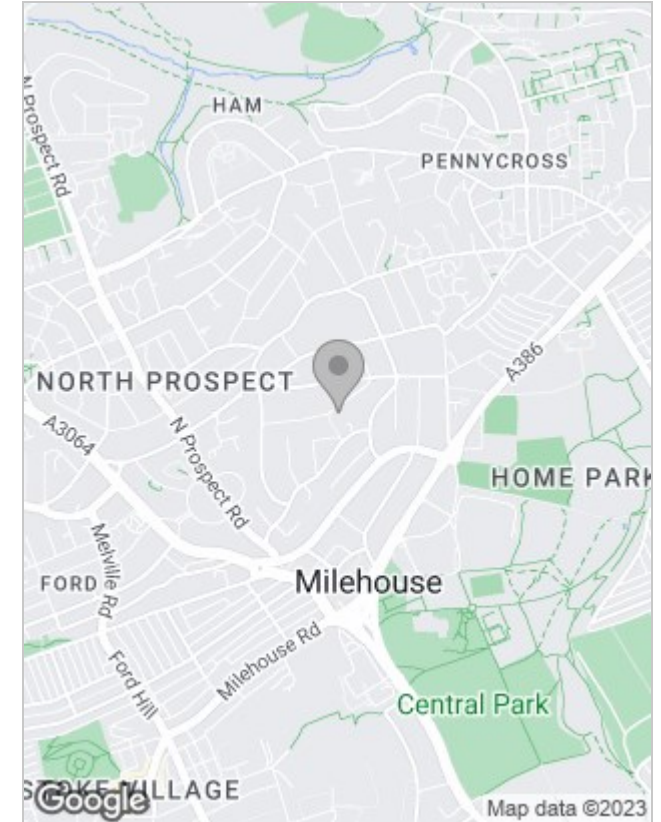 HAM
N Prospect Rd
PENNYCROSS
A386
NORTH PROSPECT
A3064
N Prospect Rd
HOME PARK
Melville Rd
FORD
Milehouse
Milehouse Rd
Ford Hill
Central Park
STOKE VILLAGE
Google
Map data ©2023